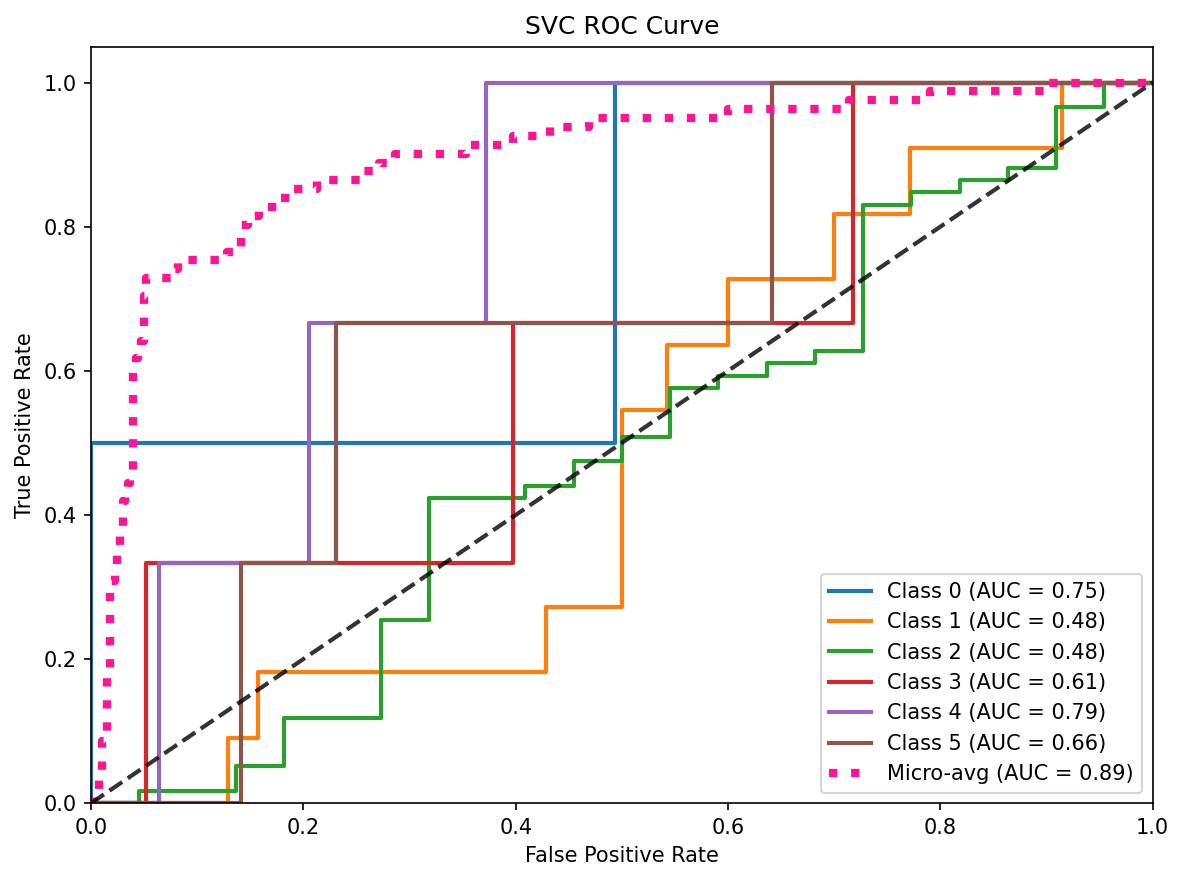 SVC ROC Curve
True Positive Rate
1.0
0.8
0.6
0.4
0.2
0.0
0.0 0.2 0.4 0.6 0.8 1.0
False Positive Rate
Class 0 (AUC = 0.75)
Class 1 (AUC = 0.48)
Class 2 (AUC = 0.48)
Class 3 (AUC = 0.61)
Class 4 (AUC = 0.79)
Class 5 (AUC = 0.66)
Micro-avg (AUC = 0.89)